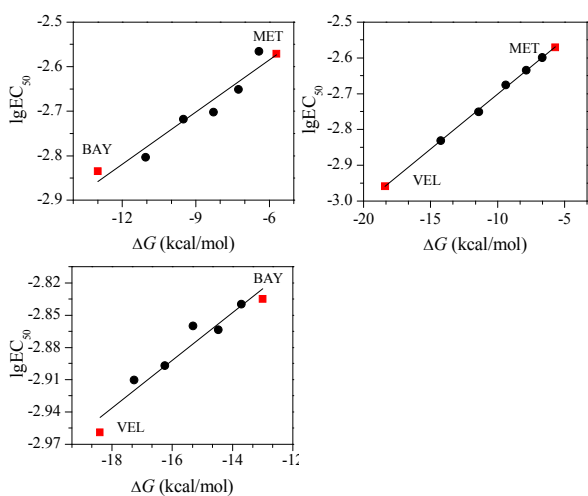 -2.5
-2.6
-2.7
-2.8
-2.9
lgEC50
MET
BAY
-12 -9 -6
ΔG (kcal/mol)
-2.5
-2.6
-2.7
-2.8
-2.9
-3.0
lgEC50
MET
VEL
-20 -15 -10 -5
ΔG (kcal/mol)
-2.82
-2.85
-2.88
-2.91
-2.94
-2.97
lgEC50
BAY
VEL
-18 -16 -14 -12
ΔG (kcal/mol)